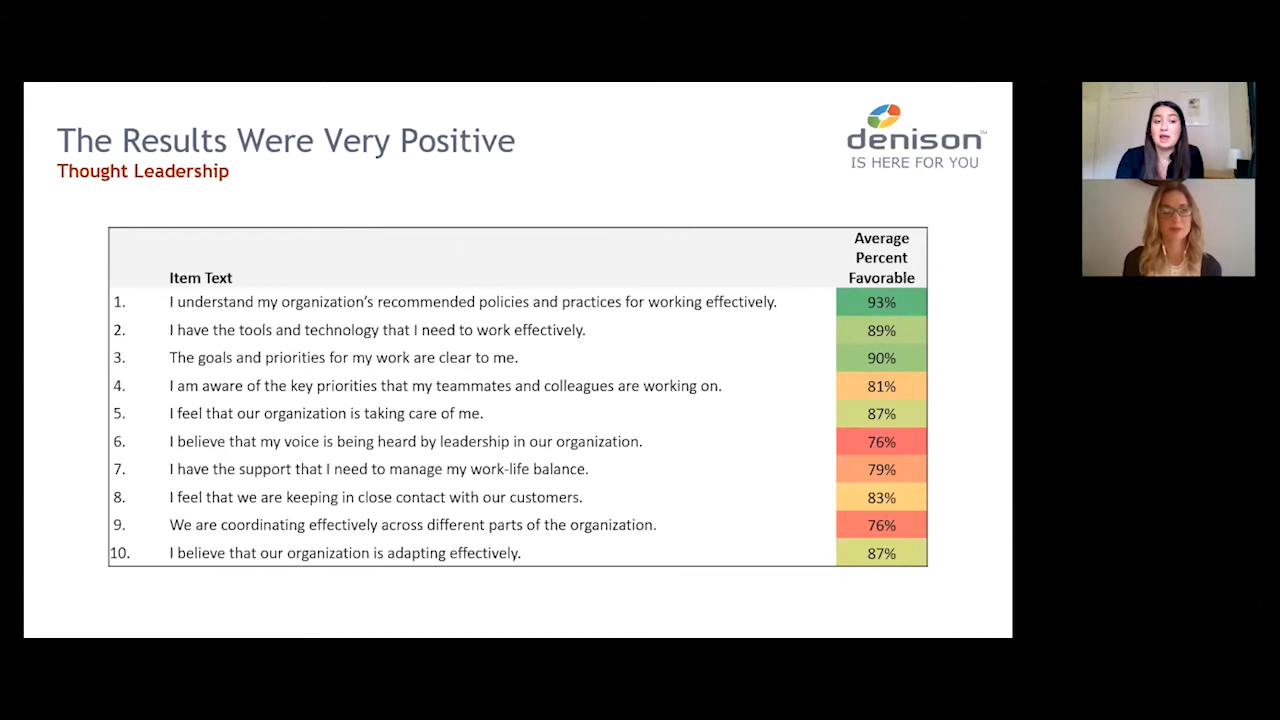 The Results Were Very Positive
Thought Leadership
denison™
IS HERE FOR YOU
Item Text
Average
Percent
Favorable
1. I understand my organization's recommended policies and practices for working effectively. 93%
2. I have the tools and technology that I need to work effectively. 89%
3. The goals and priorities for my work are clear to me. 90%
4. I am aware of the key priorities that my teammates and colleagues are working on. 81%
5. I feel that our organization is taking care of me. 87%
6. I believe that my voice is being heard by leadership in our organization. 76%
7. I have the support that I need to manage my work-life balance. 79%
8. I feel that we are keeping in close contact with our customers. 83%
9. We are coordinating effectively across different parts of the organization. 76%
10. I believe that our organization is adapting effectively. 87%